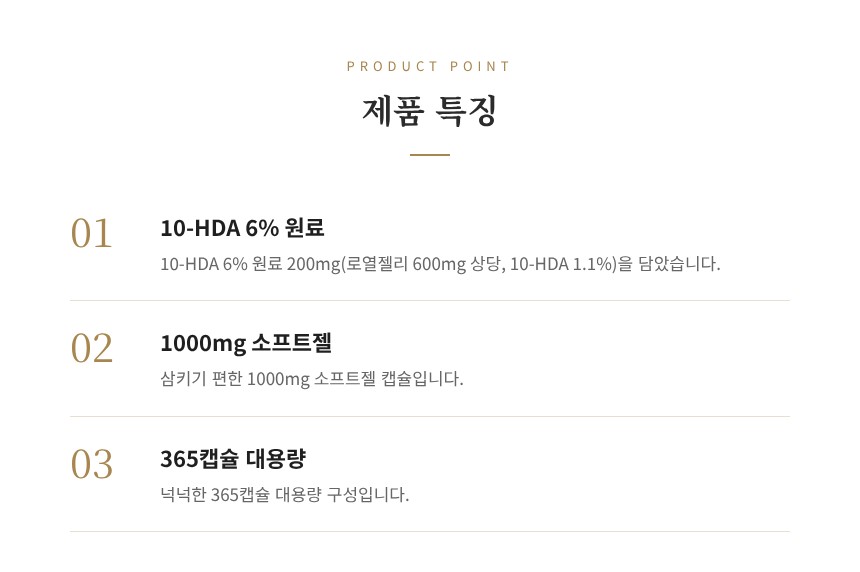 PRODUCT POINT
제품 특징
01
10-HDA 6% 원료
10-HDA 6% 원료 200mg(로열젤리 600mg 상당, 10-HDA 1.1%)을 담았습니다.
02
1000mg 소프트젤
삼키기 편한 1000mg 소프트젤 캡슐입니다.
03
365캡슐 대용량
넉넉한 365캡슐 대용량 구성입니다.